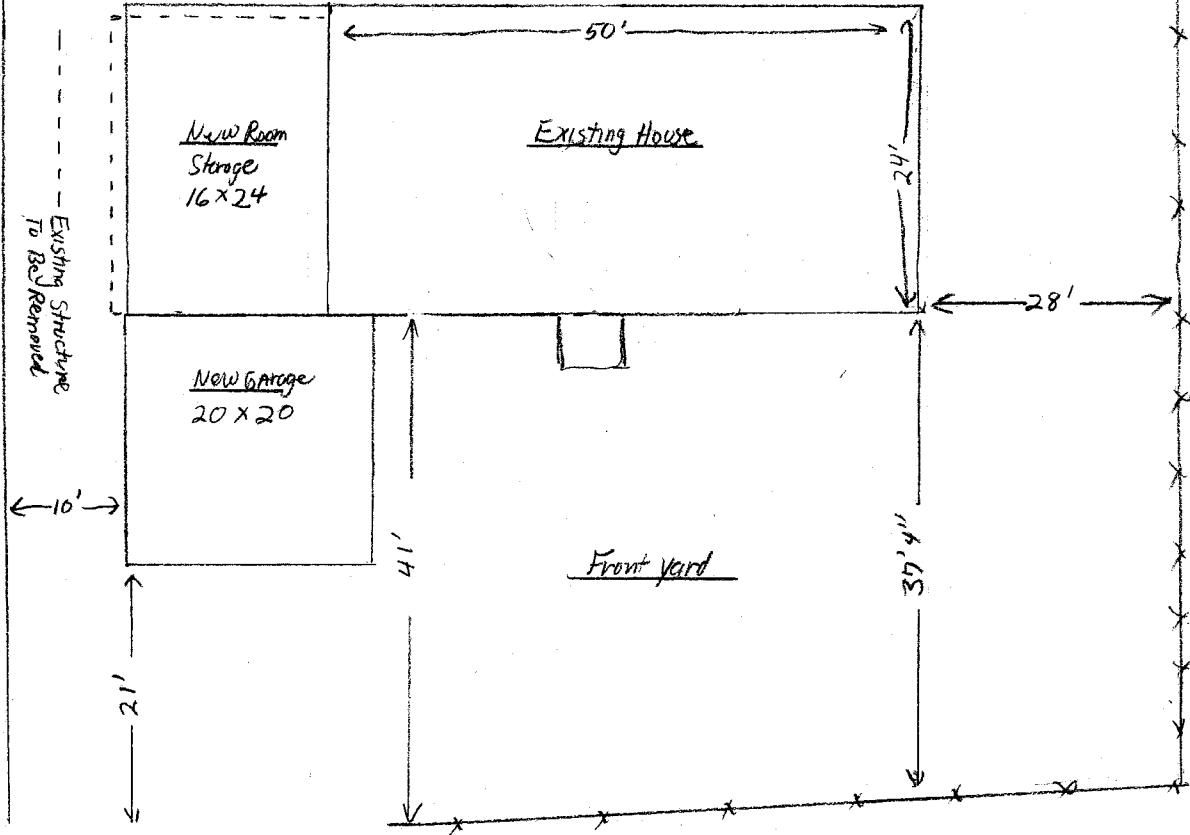 50'
New Room
Storage
16 x 24
Existing House
24'
Existing Structure
To Be Removed
28'
New Garage
20 x 20
10'
41'
Front yard
37'4"
21'